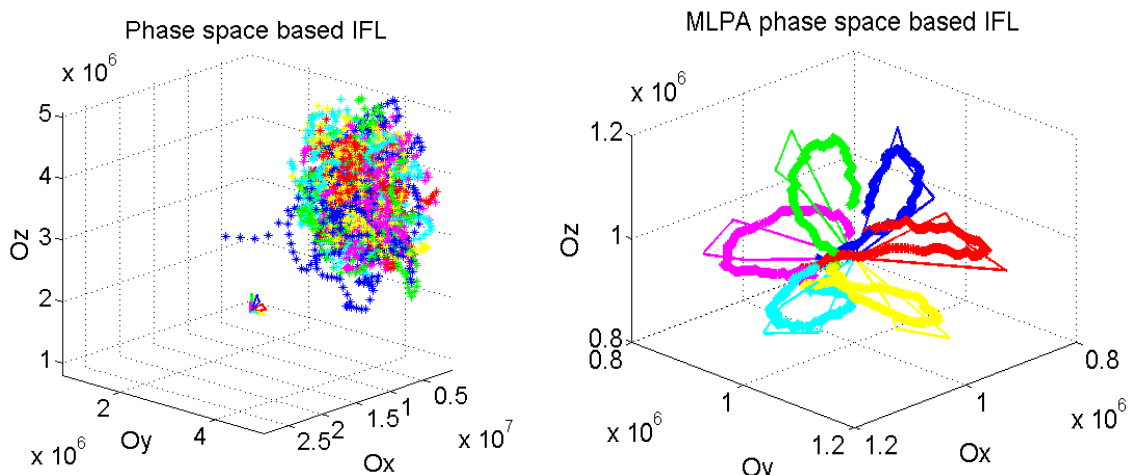 Phase space based IFL
x 10^6
5
4
3
2
1
Oz
2
4
x 10^6
Oy
2.5
2
1.5
1
0.5
x 10^7
Ox
MLPA phase space based IFL
x 10^6
1.2
1
0.8
Oz
0.8
1
1.2
x 10^6
Oy
1.2
1
0.8
x 10^6
Ox